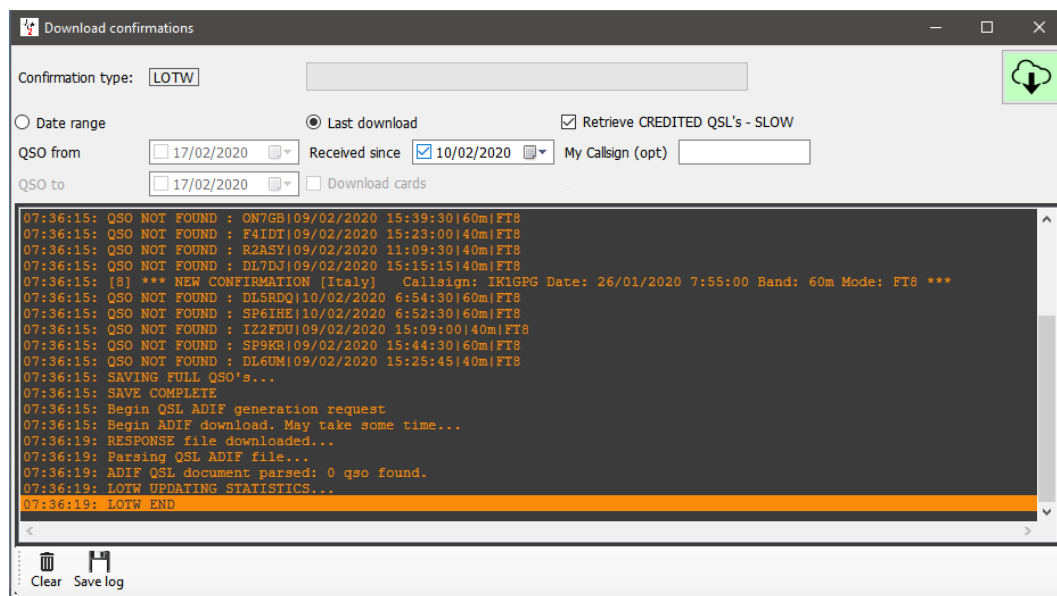 Download confirmations
Confirmation type: LOTW
Date range
Last download
Retrieve CREDITED QSL's - SLOW
QSO from 17/02/2020 Received since 10/02/2020 My Callsign (opt)
QSO to 17/02/2020 Download cards
07:36:15: QSO NOT FOUND : ON7GB|09/02/2020 15:39:30|60m|FT8
07:36:15: QSO NOT FOUND : F4IDT|09/02/2020 15:23:00|40m|FT8
07:36:15: QSO NOT FOUND : R2ASY|09/02/2020 11:09:30|40m|FT8
07:36:15: QSO NOT FOUND : DL7DJ|09/02/2020 15:15:15|40m|FT8
07:36:15: [8] *** NEW CONFIRMATION [Italy] Callsign: IK1GPG Date: 26/01/2020 7:55:00 Band: 60m Mode: FT8 ***
07:36:15: QSO NOT FOUND : DL5RDQ|10/02/2020 6:54:30|60m|FT8
07:36:15: QSO NOT FOUND : SP6IHE|10/02/2020 6:52:30|60m|FT8
07:36:15: QSO NOT FOUND : IZ2FDU|09/02/2020 15:09:00|40m|FT8
07:36:15: QSO NOT FOUND : SP9KR|09/02/2020 15:44:30|60m|FT8
07:36:15: QSO NOT FOUND : DL6UM|09/02/2020 15:25:45|40m|FT8
07:36:15: SAVING FULL QSO's...
07:36:15: SAVE COMPLETE
07:36:15: Begin QSL ADIF generation request
07:36:15: Begin ADIF download. May take some time...
07:36:19: RESPONSE file downloaded...
07:36:19: Parsing QSL ADIF file...
07:36:19: ADIF QSL document parsed: 0 qso found.
07:36:19: LOTW UPDATING STATISTICS...
07:36:19: LOTW END
Clear Save log